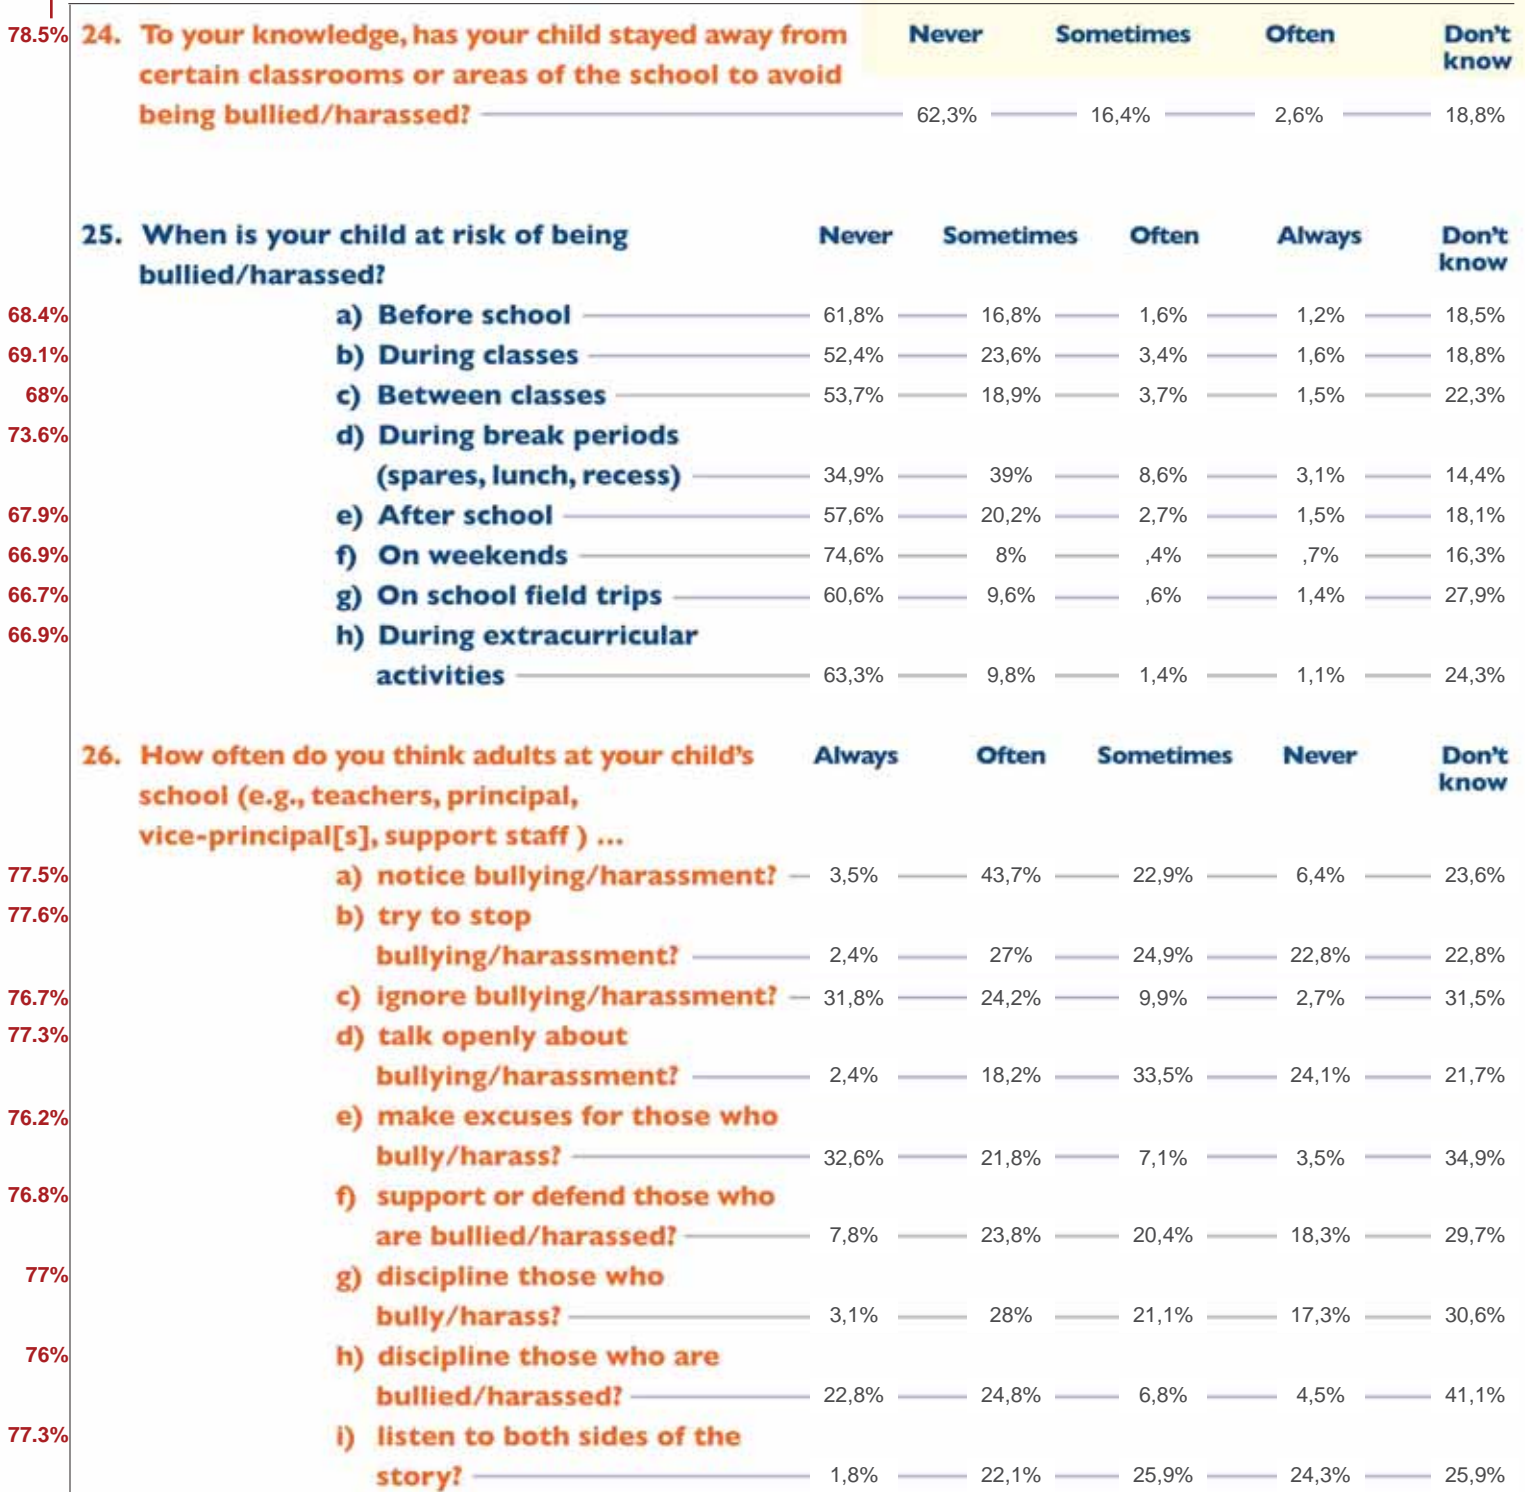 78.5% 24. To your knowledge, has your child stayed away from Never Sometimes Often Don't
certain classrooms or areas of the school to avoid know
being bullied/harassed? 62,3% 16,4% 2,6% 18,8%
25. When is your child at risk of being Never Sometimes Often Always Don't
bullied/harassed? know
68.4% a) Before school 61,8% 16,8% 1,6% 1,2% 18,5%
69.1% b) During classes 52,4% 23,6% 3,4% 1,6% 18,8%
68% c) Between classes 53,7% 18,9% 3,7% 1,5% 22,3%
73.6% d) During break periods
(spares, lunch, recess) 34,9% 39% 8,6% 3,1% 14,4%
67.9% e) After school 57,6% 20,2% 2,7% 1,5% 18,1%
66.9% f) On weekends 74,6% 8% ,4% ,7% 16,3%
66.7% g) On school field trips 60,6% 9,6% ,6% 1,4% 27,9%
66.9% h) During extracurricular
activities 63,3% 9,8% 1,4% 1,1% 24,3%
26. How often do you think adults at your child's Always Often Sometimes Never Don't
school (e.g., teachers, principal, know
vice-principal[s], support staff ) ...
77.5% a) notice bullying/harassment? 3,5% 43,7% 22,9% 6,4% 23,6%
77.6% b) try to stop
bullying/harassment? 2,4% 27% 24,9% 22,8% 22,8%
76.7% c) ignore bullying/harassment? 31,8% 24,2% 9,9% 2,7% 31,5%
77.3% d) talk openly about
bullying/harassment? 2,4% 18,2% 33,5% 24,1% 21,7%
76.2% e) make excuses for those who
bully/harass? 32,6% 21,8% 7,1% 3,5% 34,9%
76.8% f) support or defend those who
are bullied/harassed? 7,8% 23,8% 20,4% 18,3% 29,7%
77% g) discipline those who
bully/harass? 3,1% 28% 21,1% 17,3% 30,6%
76% h) discipline those who are
bullied/harassed? 22,8% 24,8% 6,8% 4,5% 41,1%
77.3% i) listen to both sides of the
story? 1,8% 22,1% 25,9% 24,3% 25,9%